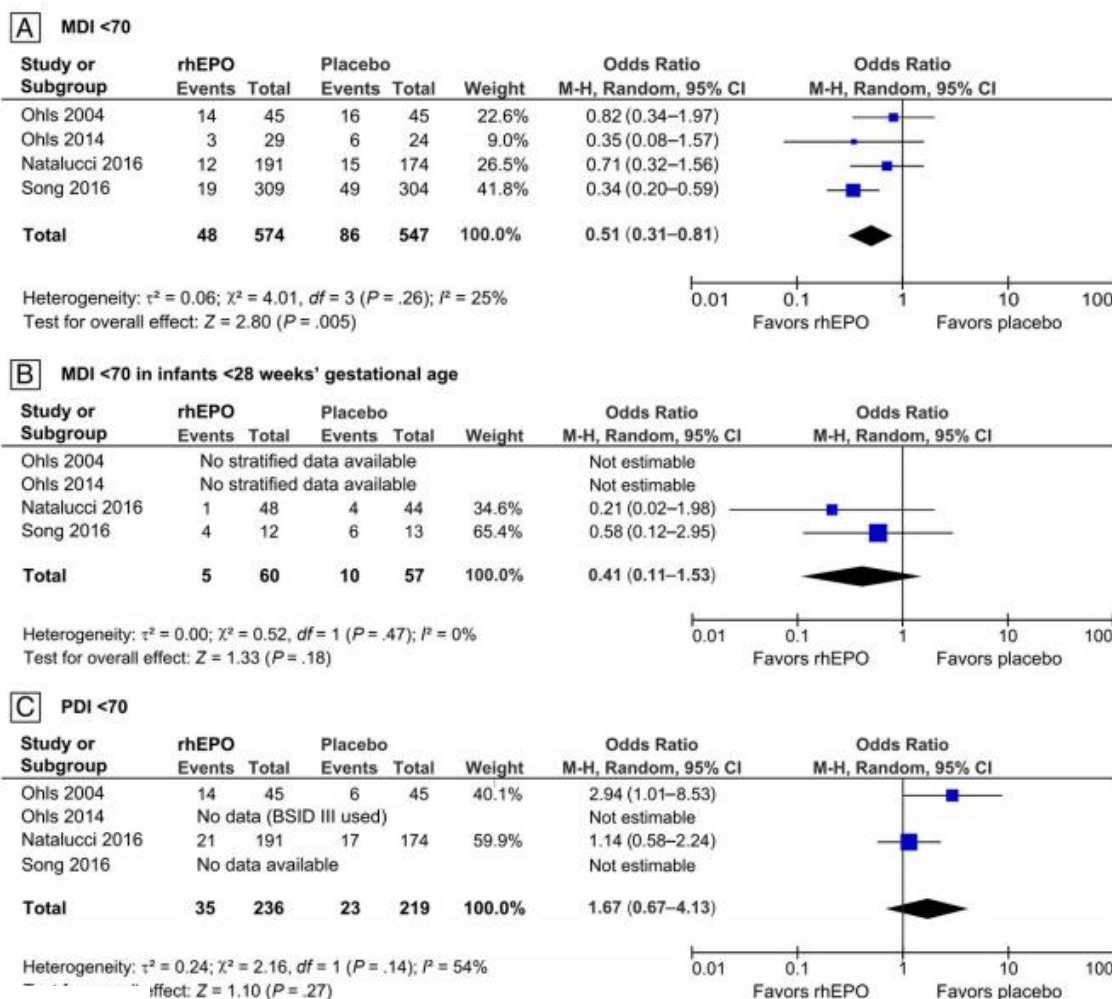 A MDI <70
Study or rhEPO Placebo Odds Ratio Odds Ratio
Subgroup Events Total Events Total Weight M-H, Random, 95% CI M-H, Random, 95% CI
Ohls 2004 14 45 16 45 22.6% 0.82 (0.34–1.97)
Ohls 2014 3 29 6 24 9.0% 0.35 (0.08–1.57)
Natalucci 2016 12 191 15 174 26.5% 0.71 (0.32–1.56)
Song 2016 19 309 49 304 41.8% 0.34 (0.20–0.59)
Total 48 574 86 547 100.0% 0.51 (0.31–0.81)
Heterogeneity: τ² = 0.06; χ² = 4.01, df = 3 (P = .26); I² = 25%
Test for overall effect: Z = 2.80 (P = .005)
0.01 0.1 1 10 100
Favors rhEPO Favors placebo
B MDI <70 in infants <28 weeks' gestational age
Study or rhEPO Placebo Odds Ratio Odds Ratio
Subgroup Events Total Events Total Weight M-H, Random, 95% CI M-H, Random, 95% CI
Ohls 2004 No stratified data available Not estimable
Ohls 2014 No stratified data available Not estimable
Natalucci 2016 1 48 4 44 34.6% 0.21 (0.02–1.98)
Song 2016 4 12 6 13 65.4% 0.58 (0.12–2.95)
Total 5 60 10 57 100.0% 0.41 (0.11–1.53)
Heterogeneity: τ² = 0.00; χ² = 0.52, df = 1 (P = .47); I² = 0%
Test for overall effect: Z = 1.33 (P = .18)
0.01 0.1 1 10 100
Favors rhEPO Favors placebo
C PDI <70
Study or rhEPO Placebo Odds Ratio Odds Ratio
Subgroup Events Total Events Total Weight M-H, Random, 95% CI M-H, Random, 95% CI
Ohls 2004 14 45 6 45 40.1% 2.94 (1.01–8.53)
Ohls 2014 No data (BSID III used) Not estimable
Natalucci 2016 21 191 17 174 59.9% 1.14 (0.58–2.24)
Song 2016 No data available Not estimable
Total 35 236 23 219 100.0% 1.67 (0.67–4.13)
Heterogeneity: τ² = 0.24; χ² = 2.16, df = 1 (P = .14); I² = 54%
effect: Z = 1.10 (P = .27)
0.01 0.1 1 10 100
Favors rhEPO Favors placebo